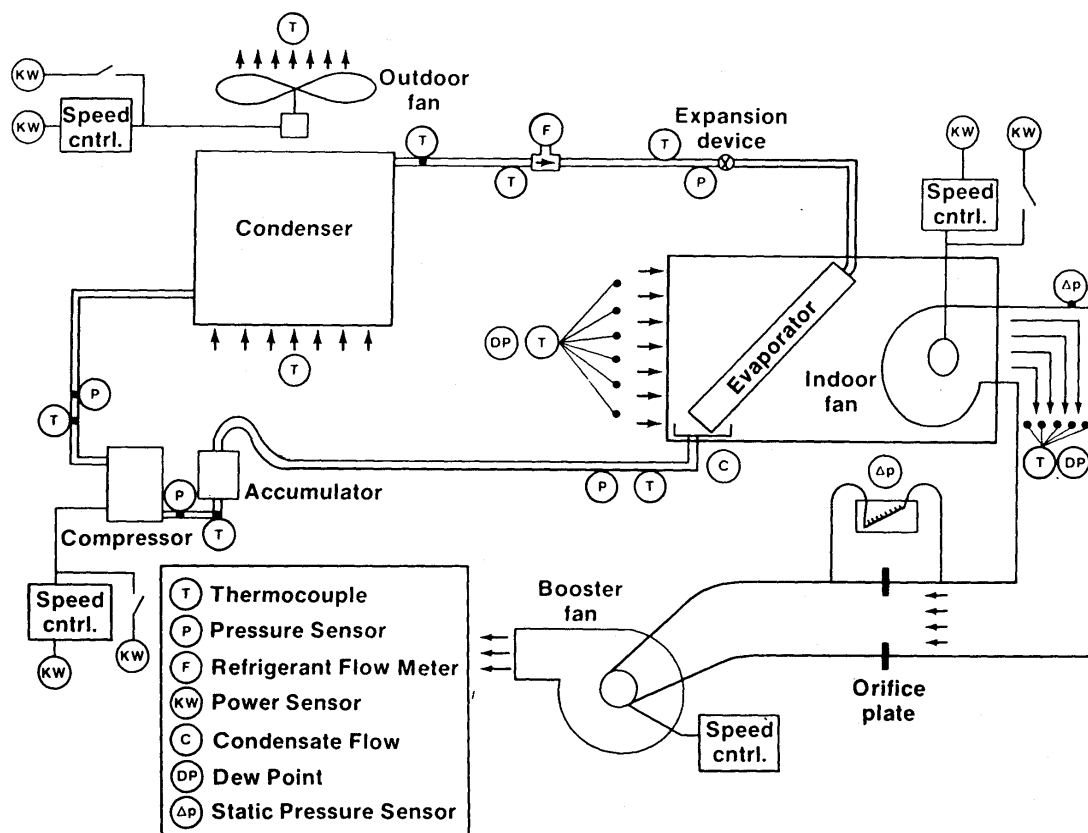 T
Outdoor
fan
KW
KW
Speed
cntrl.
T
F
T
Expansion
device
T
P
KW
KW
Speed
cntrl.
Condenser
Δp
DP
T
Evaporator
Indoor
fan
T
P
T
T
DP
Accumulator
P
T
Compressor
P
T
C
Δp
Speed
cntrl.
KW
KW
T Thermocouple
P Pressure Sensor
F Refrigerant Flow Meter
KW Power Sensor
C Condensate Flow
DP Dew Point
Δp Static Pressure Sensor
Booster
fan
Orifice
plate
Speed
cntrl.